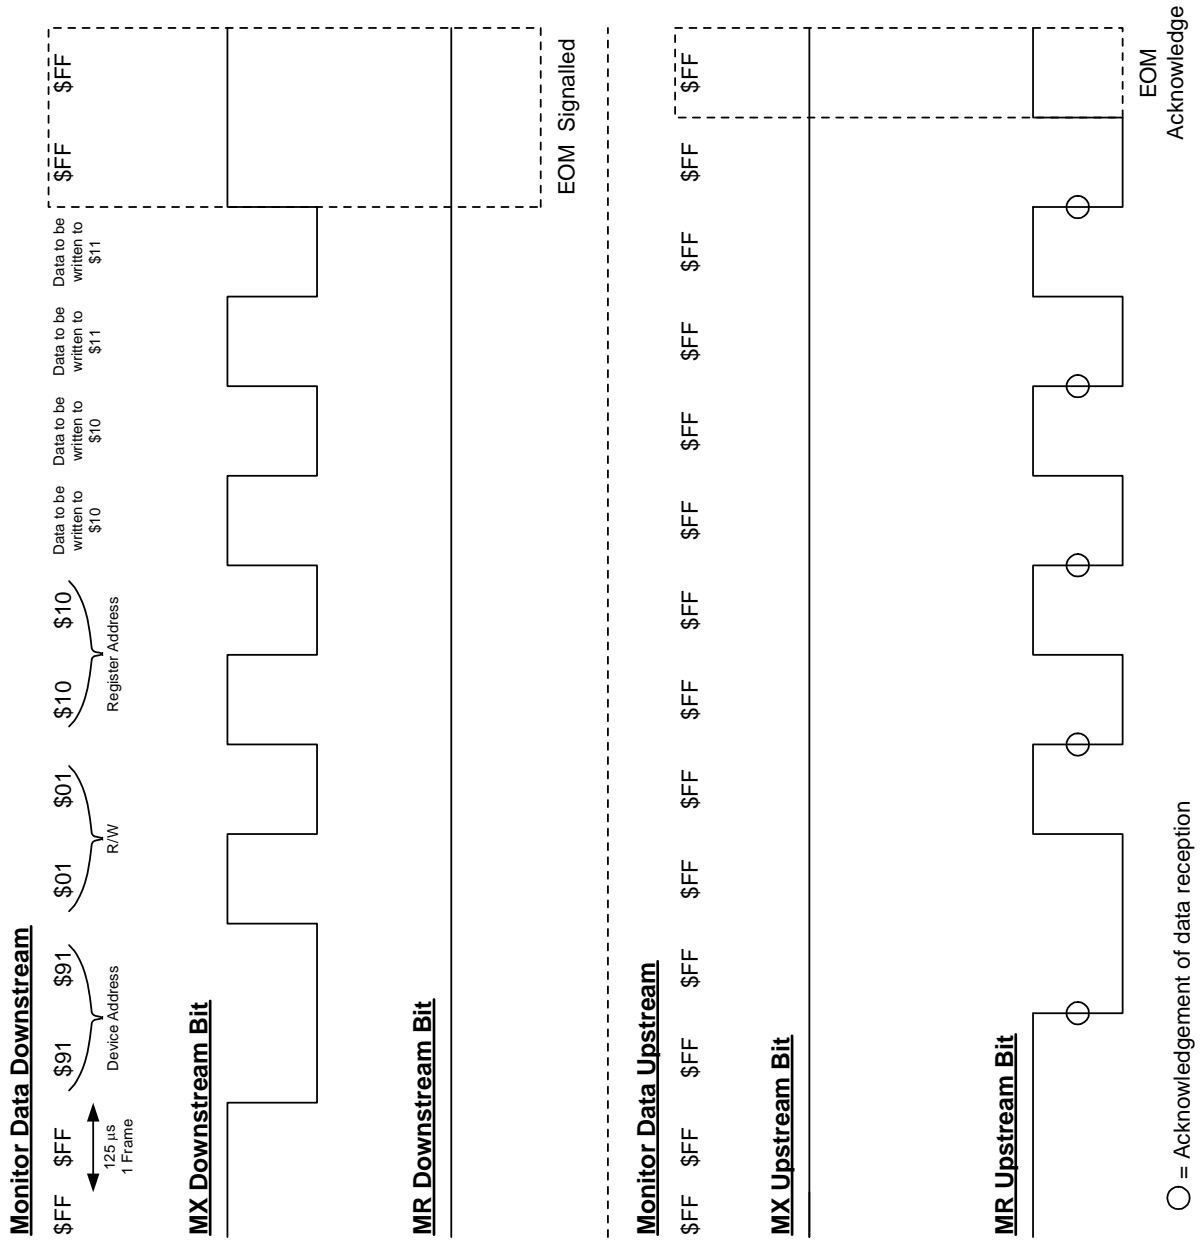 Monitor Data Downstream
$FF $FF $91 $91 $01 $01 $10 $10
Data to be
written to
$10
Data to be
written to
$10
Data to be
written to
$11
Data to be
written to
$11
$FF $FF
125 µs
1 Frame
Device Address
R/W
Register Address
MX Downstream Bit
MR Downstream Bit
EOM Signalled
Monitor Data Upstream
$FF $FF $FF $FF $FF $FF $FF $FF $FF $FF $FF $FF $FF $FF
MX Upstream Bit
MR Upstream Bit
EOM
Acknowledge
= Acknowledgement of data reception